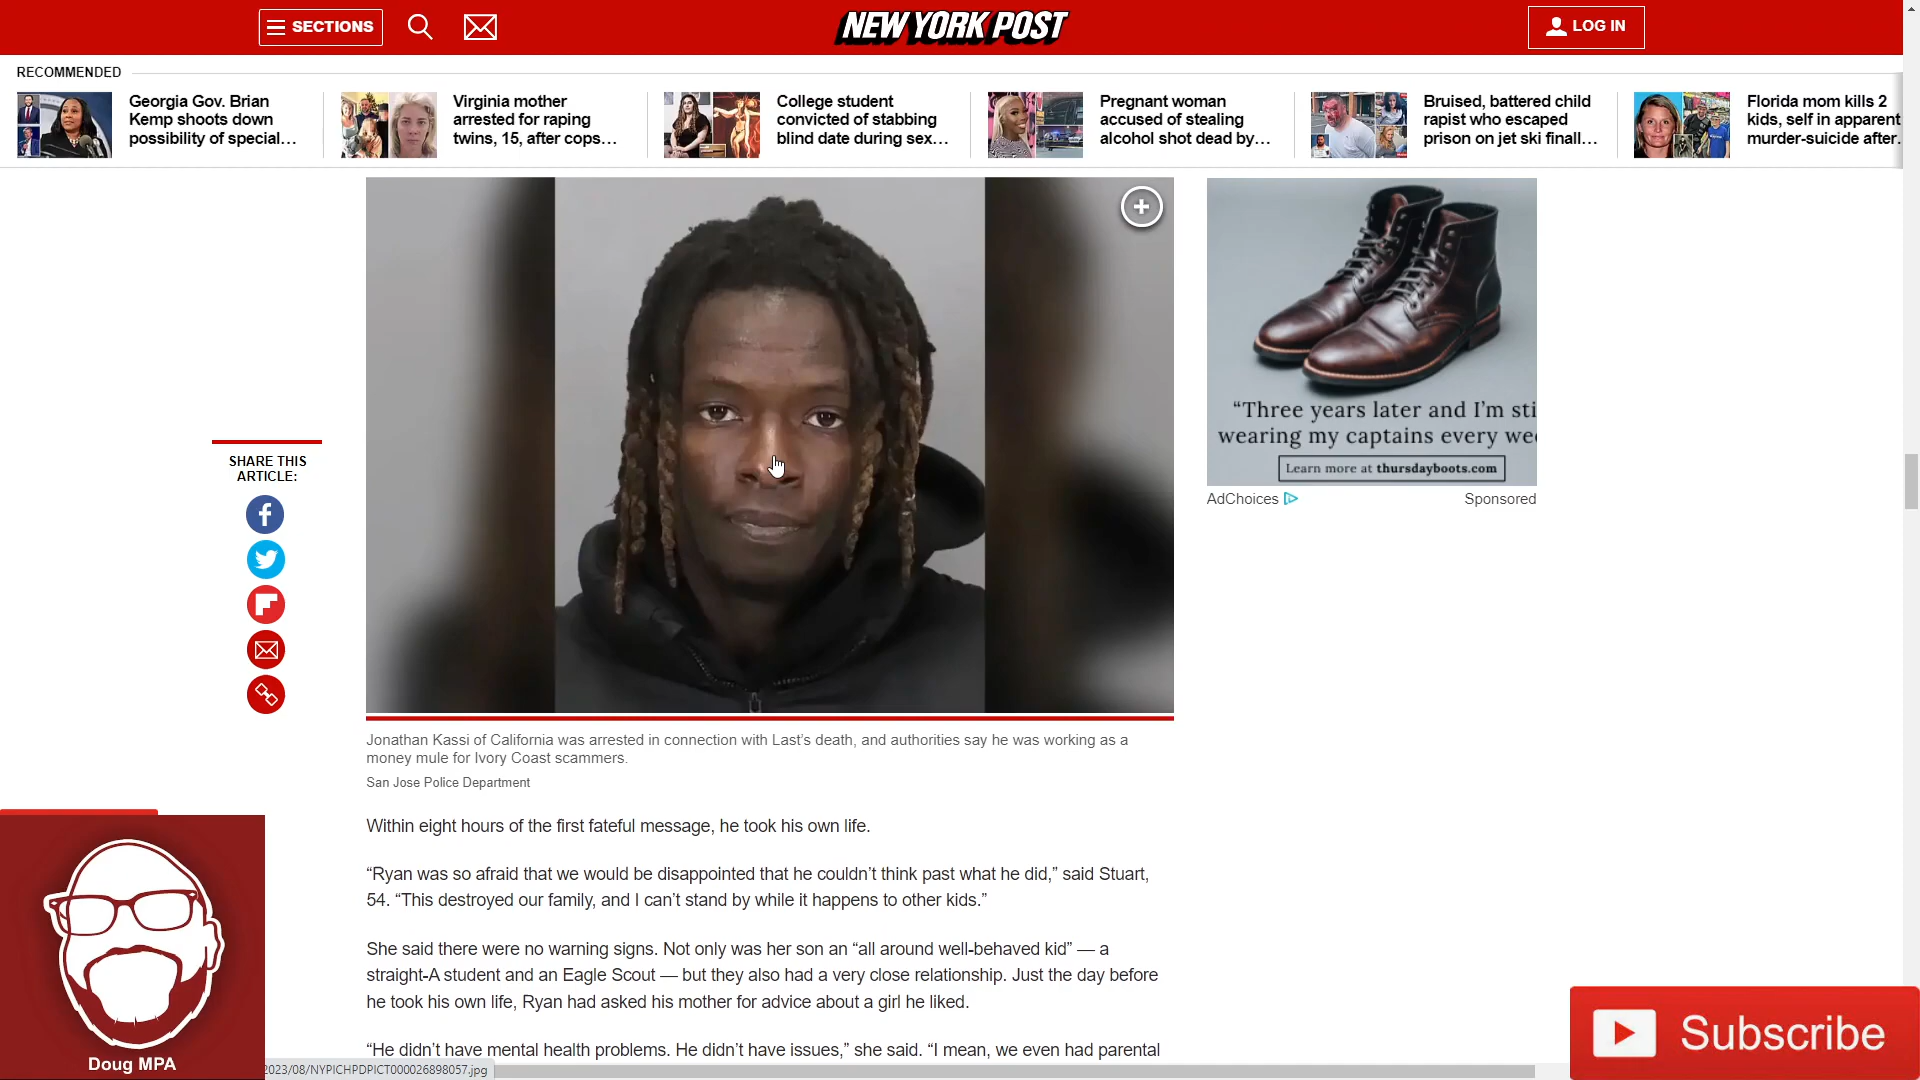 SECTIONS
NEW YORK POST
LOG IN
RECOMMENDED
Georgia Gov. Brian
Kemp shoots down
possibility of special...
Virginia mother
arrested for raping
twins, 15, after cops...
College student
convicted of stabbing
blind date during sex...
Pregnant woman
accused of stealing
alcohol shot dead by...
Bruised, battered child
rapist who escaped
prison on jet ski finall...
Florida mom kills 2
kids, self in apparent
murder-suicide after.
SHARE THIS
ARTICLE:
“Three years later and I’m sti
wearing my captains every wee
Learn more at thursdayboots.com
AdChoices
Sponsored
Jonathan Kassi of California was arrested in connection with Last’s death, and authorities say he was working as a
money mule for Ivory Coast scammers.
San Jose Police Department
Within eight hours of the first fateful message, he took his own life.
“Ryan was so afraid that we would be disappointed that he couldn’t think past what he did,” said Stuart,
54. “This destroyed our family, and I can’t stand by while it happens to other kids.”
She said there were no warning signs. Not only was her son an “all around well-behaved kid” — a
straight-A student and an Eagle Scout — but they also had a very close relationship. Just the day before
he took his own life, Ryan had asked his mother for advice about a girl he liked.
“He didn’t have mental health problems. He didn’t have issues,” she said. “I mean, we even had parental
Doug MPA
2023/08/NYPICHPDPICT000026898057.jpg
Subscribe